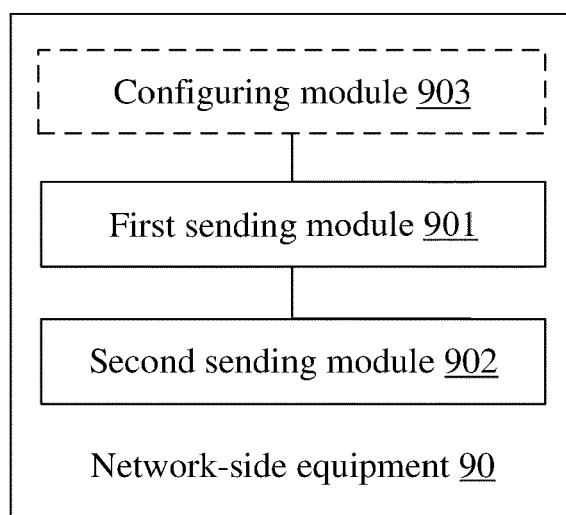 Configuring module 903
First sending module 901
Second sending module 902
Network-side equipment 90